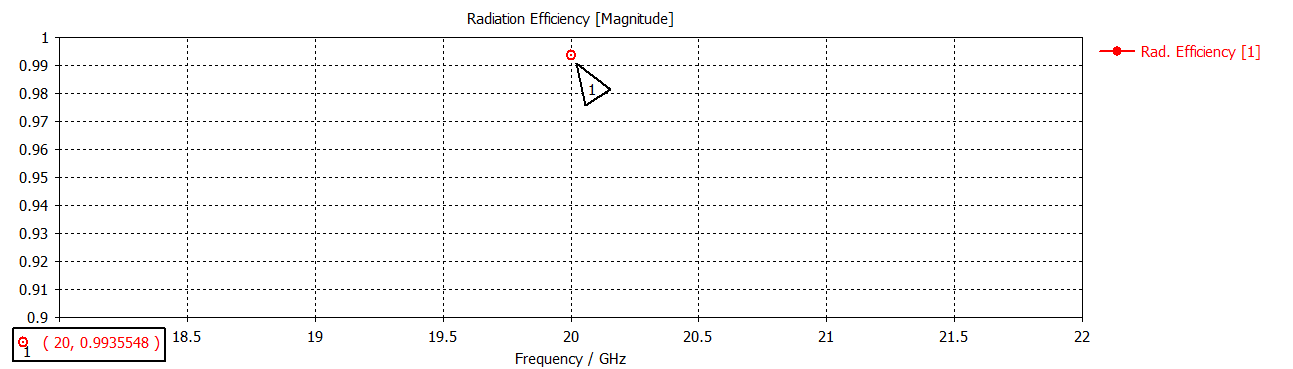 Radiation Efficiency [Magnitude]
1
0.99
0.98
0.97
0.96
0.95
0.94
0.93
0.92
0.91
0.9
1
Rad. Efficiency [1]
18.5 19 19.5 20 20.5 21 21.5 22
1 ( 20, 0.9935548 )
Frequency / GHz